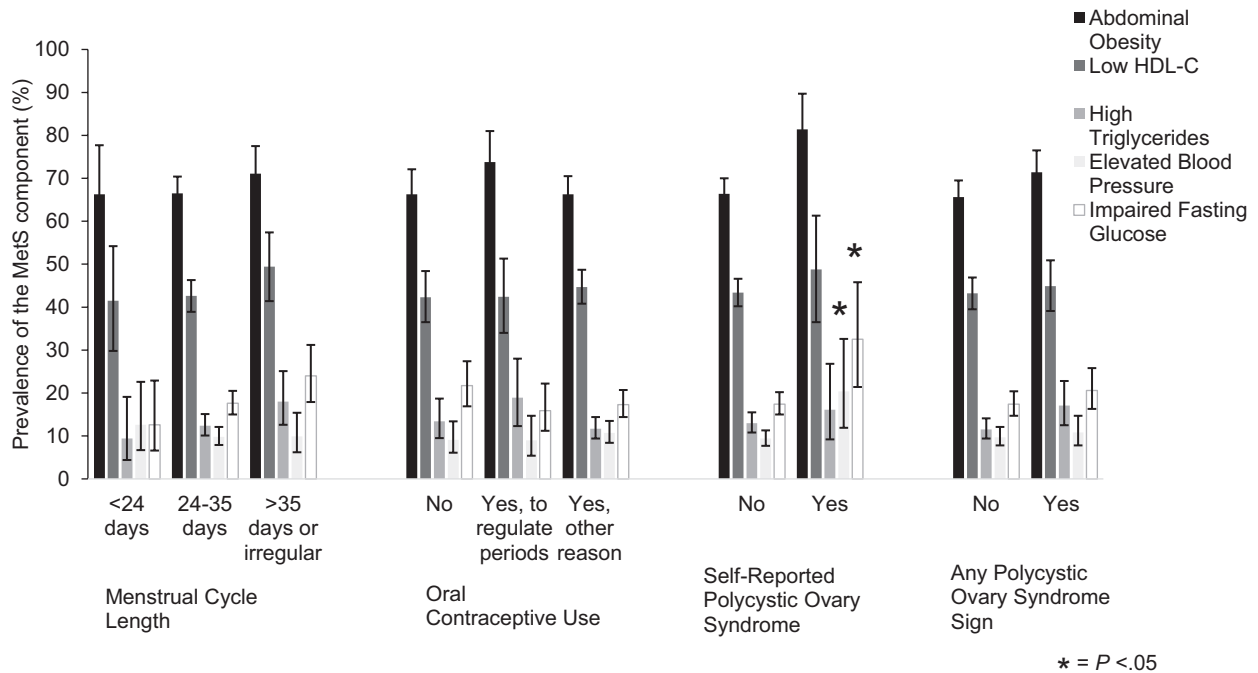 Abdominal
Obesity
Low HDL-C
High
Triglycerides
Elevated Blood
Pressure
Impaired Fasting
Glucose
Prevalence of the MetS component (%)
100
90
80
70
60
50
40
30
20
10
0
*
*
<24
days
24-35
days
>35
days or
irregular
No
Yes, to
regulate
periods
Yes,
other
reason
No
Yes
No
Yes
Menstrual Cycle
Length
Oral
Contraceptive Use
Self-Reported
Polycystic Ovary
Syndrome
Any Polycystic
Ovary Syndrome
Sign
* = P <.05